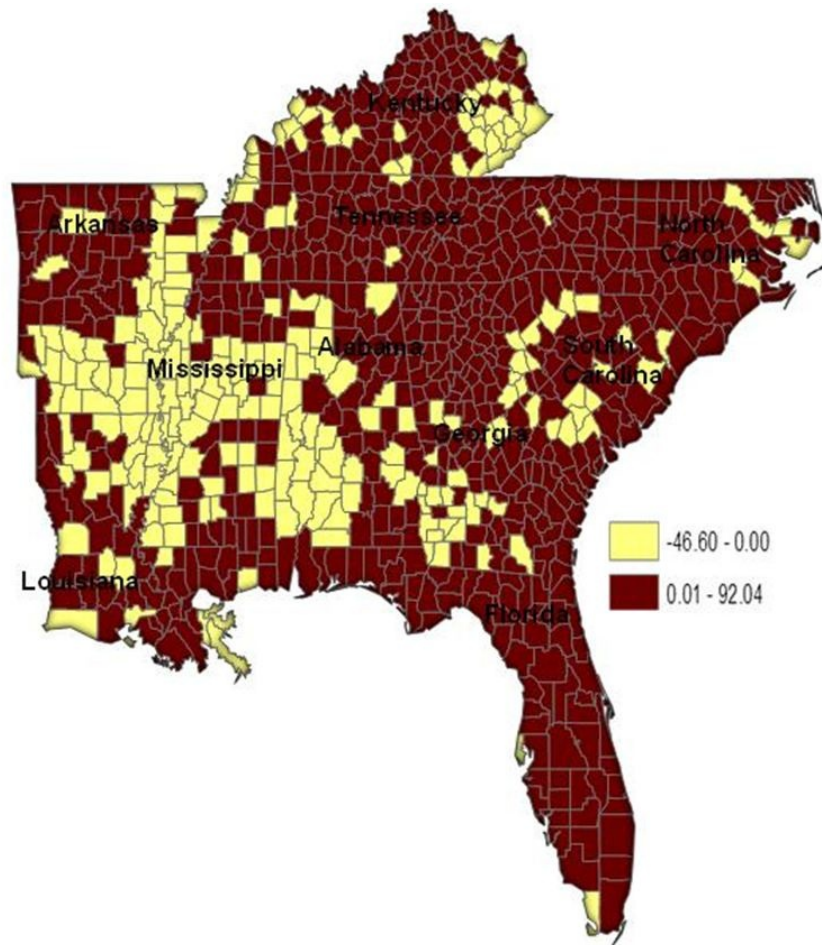 Kentucky
Arkansas
Tennessee
North
Carolina
Mississippi
Alabama
South
Carolina
Georgia
-46.60 - 0.00
0.01 - 92.04
Louisiana
Florida